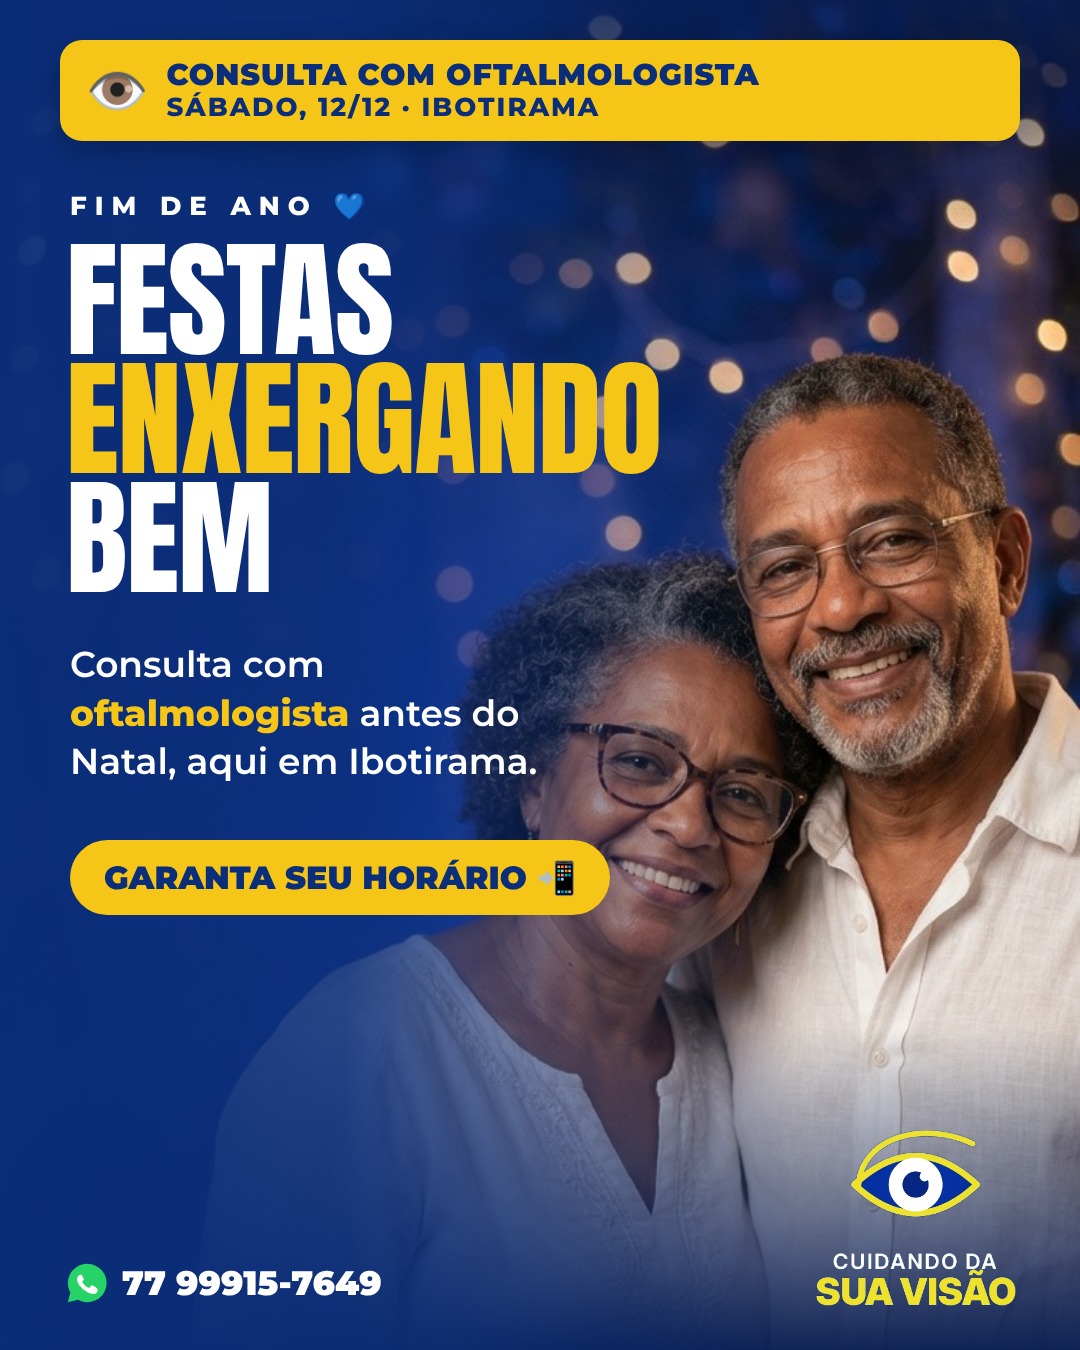 CONSULTA COM OFTALMOLOGISTA
SÁBADO, 12/12 · IBOTIRAMA
FIM DE ANO 💙
FESTAS
ENXERGANDO
BEM
Consulta com
oftalmologista antes do
Natal, aqui em Ibotirama.
GARANTA SEU HORÁRIO 📲
77 99915-7649
CUIDANDO DA
SUA VISÃO